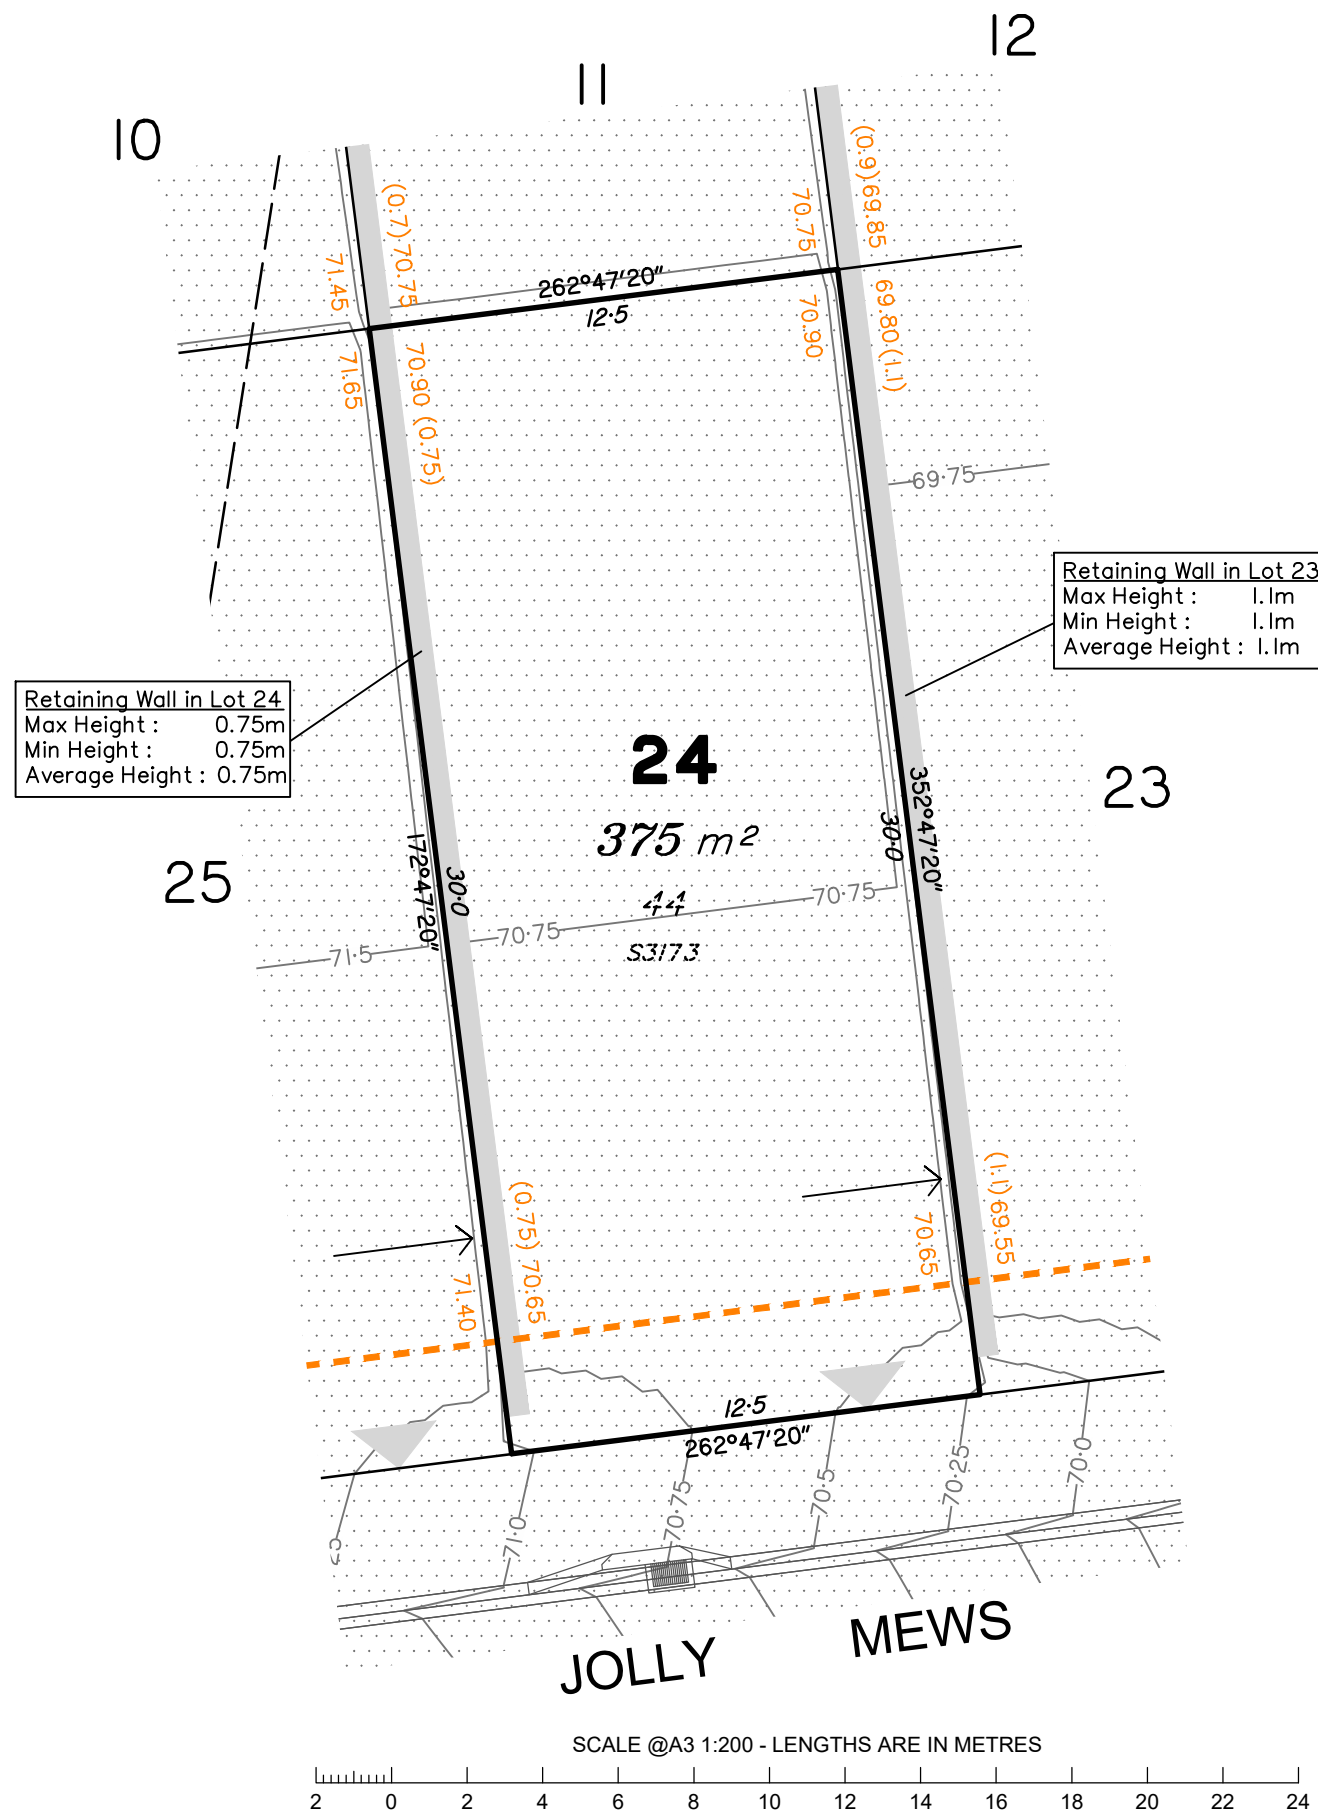 12
11
10
(0.9)69.85
(0.7)70.75
70.75
71.45
262°47'20"
12·5
69.80(1.1)
70.90
70.90 (0.75)
71.65
69·75
Retaining Wall in Lot 23
Max Height : 1.1m
Min Height : 1.1m
Average Height : 1.1m
Retaining Wall in Lot 24
Max Height : 0.75m
Min Height : 0.75m
Average Height : 0.75m
24
375 m²
44
S3173
23
25
352°47'20"
30·0
172°47'20"
30·0
70·75
70·75
71·5
(1.1)69.55
70.65
(0.75) 70.65
71.40
12·5
262°47'20"
71·0
70·75
70·5
70·25
70·0
JOLLY MEWS
SCALE @A3 1:200 - LENGTHS ARE IN METRES
2 0 2 4 6 8 10 12 14 16 18 20 22 24